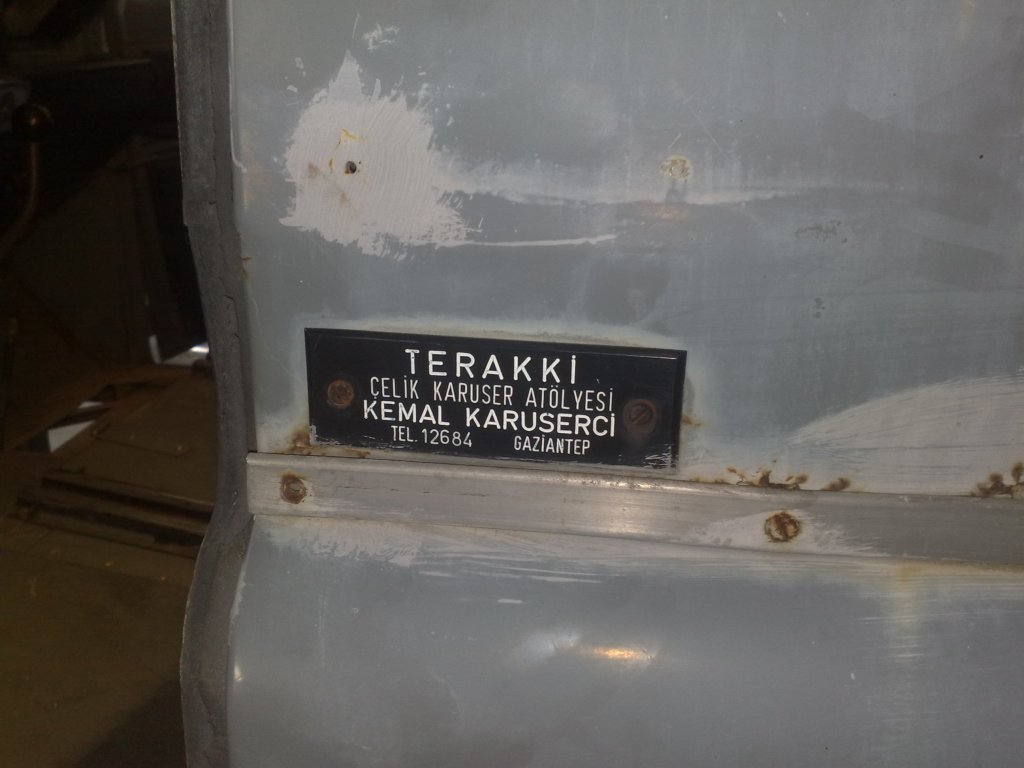 TERAKKİ
ÇELİK KARUSER ATÖLYESİ
KEMAL KARUSERCİ
TEL. 12684 GAZİANTEP